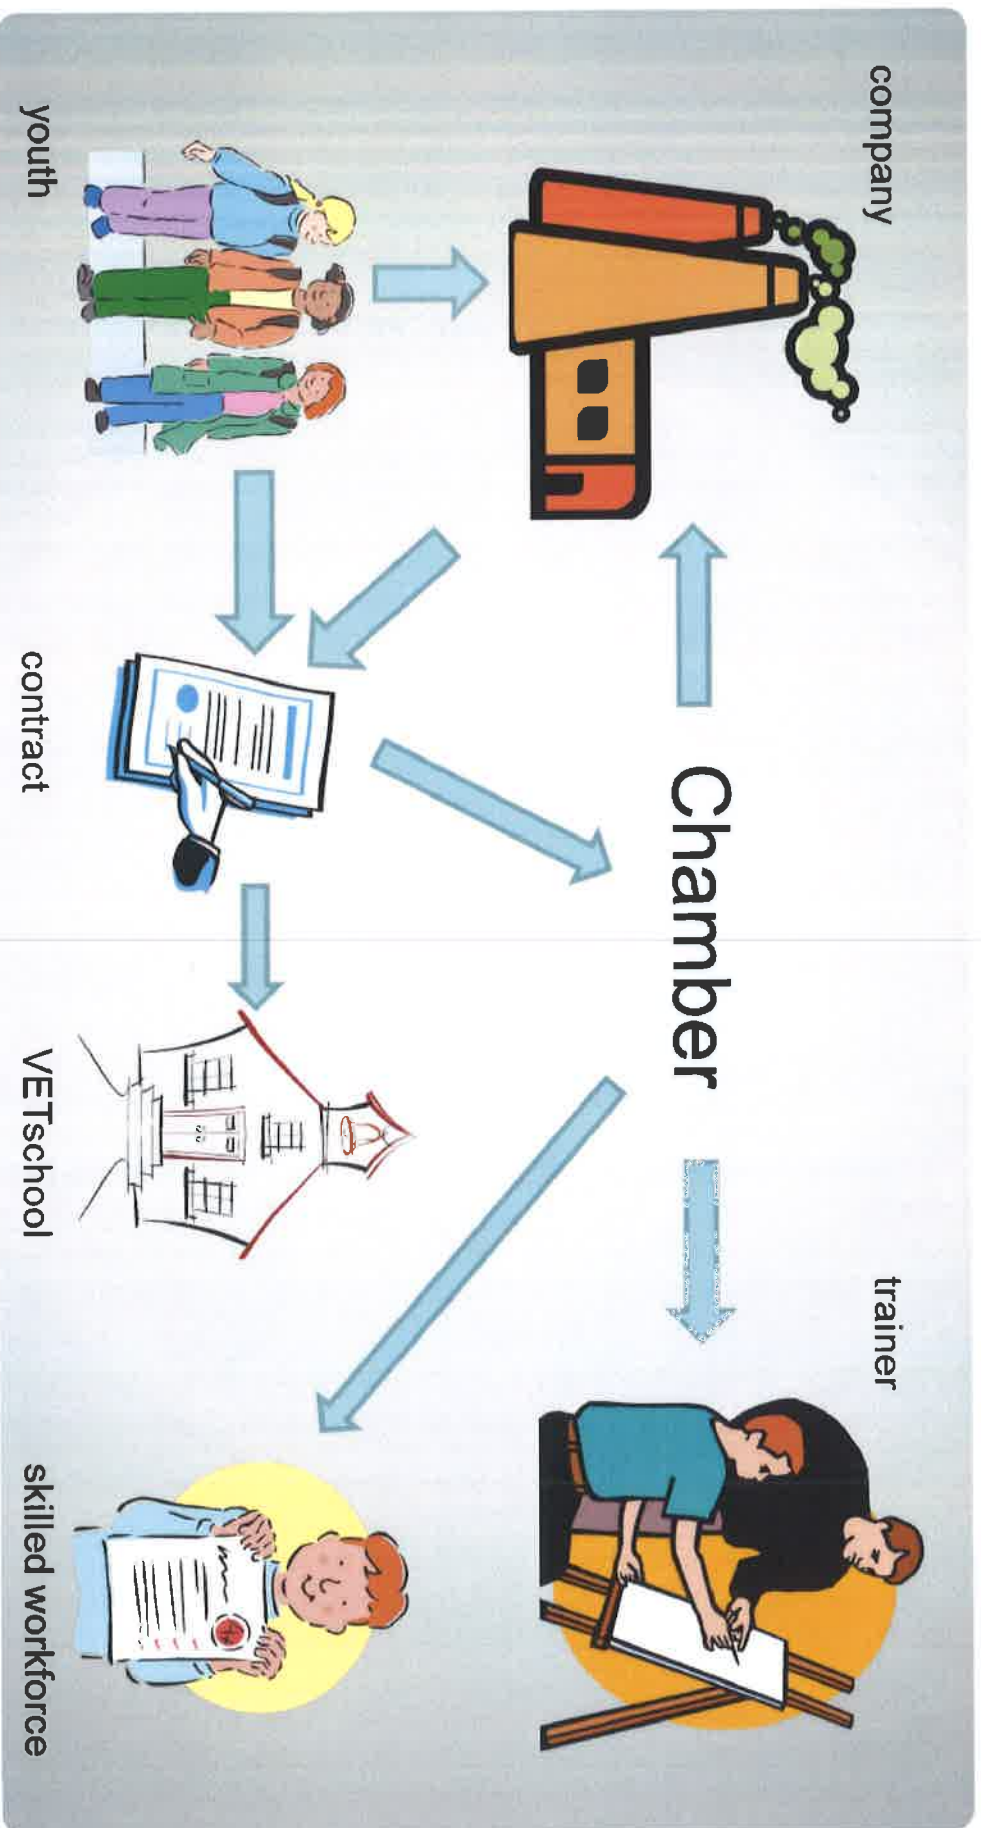 company
trainer
Chamber
youth
contract
VETschool
skilled workforce